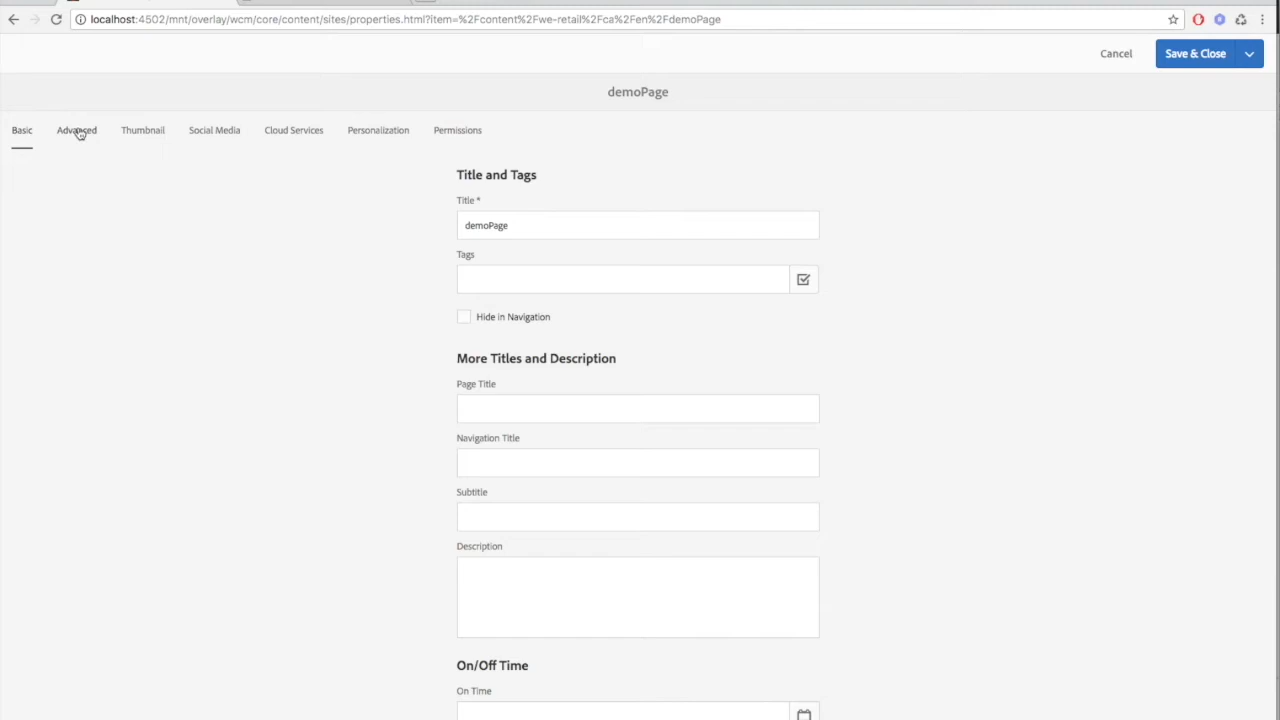 localhost:4502/mnt/overlay/wcm/core/content/sites/properties.html?item=%2Fcontent%2Fwe-retail%2Fca%2Fen%2FdemoPage
Cancel Save & Close
demoPage
Basic Advanced Thumbnail Social Media Cloud Services Personalization Permissions
Title and Tags
Title *
demoPage
Tags
Hide in Navigation
More Titles and Description
Page Title
Navigation Title
Subtitle
Description
On/Off Time
On Time